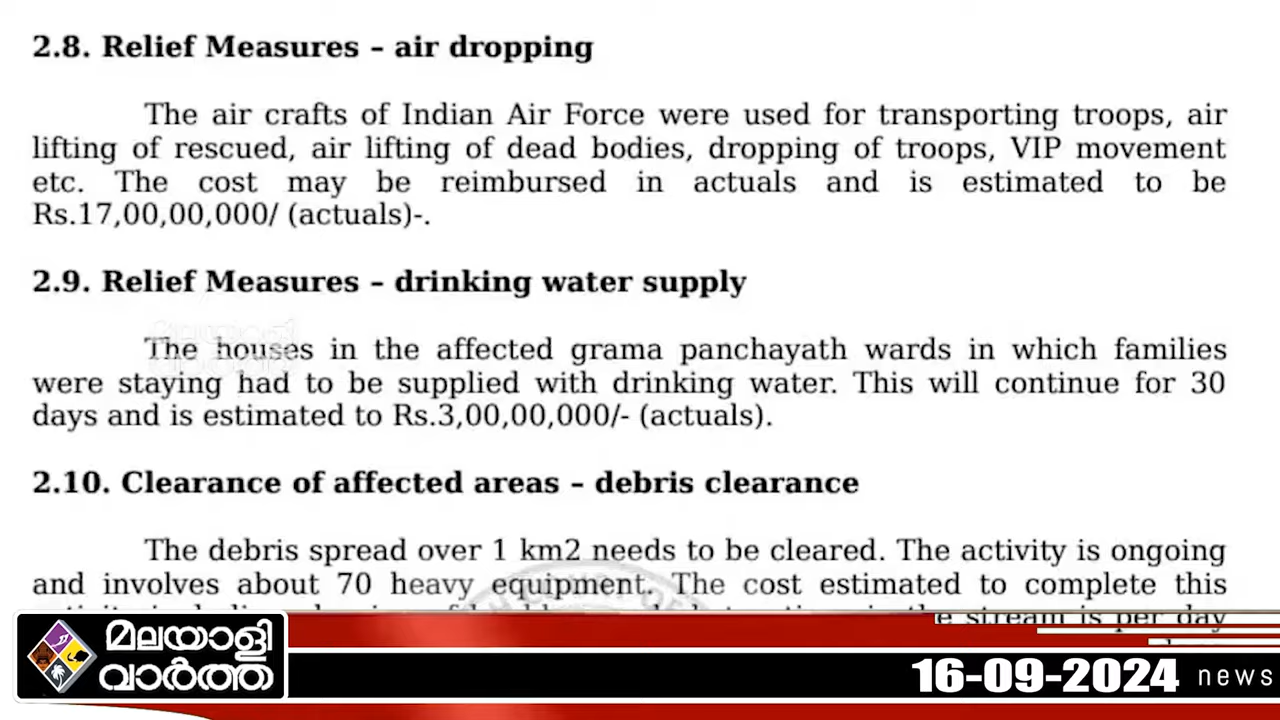 2.8. Relief Measures – air dropping
The air crafts of Indian Air Force were used for transporting troops, air
lifting of rescued, air lifting of dead bodies, dropping of troops, VIP movement
etc. The cost may be reimbursed in actuals and is estimated to be
Rs.17,00,00,000/ (actuals)-.
2.9. Relief Measures – drinking water supply
The houses in the affected grama panchayath wards in which families
were staying had to be supplied with drinking water. This will continue for 30
days and is estimated to Rs.3,00,00,000/- (actuals).
2.10. Clearance of affected areas – debris clearance
The debris spread over 1 km2 needs to be cleared. The activity is ongoing
and involves about 70 heavy equipment. The cost estimated to complete this
the stream is per day
മലയാളി
വാർത്ത
16-09-2024 news